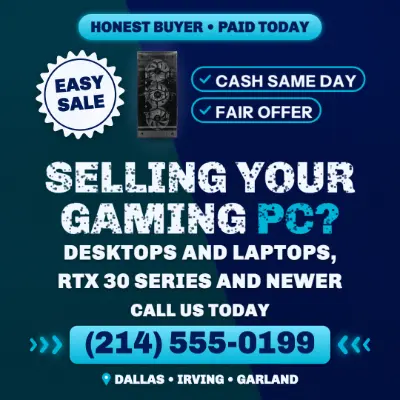 HONEST BUYER • PAID TODAY
EASY
SALE
CASH SAME DAY
FAIR OFFER
SELLING YOUR
GAMING PC?
DESKTOPS AND LAPTOPS,
RTX 30 SERIES AND NEWER
CALL US TODAY
(214) 555-0199
DALLAS • IRVING • GARLAND